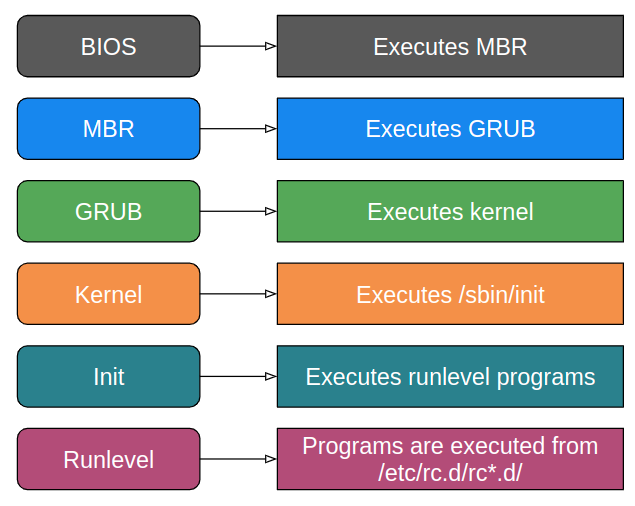 BIOS
Executes MBR
MBR
Executes GRUB
GRUB
Executes kernel
Kernel
Executes /sbin/init
Init
Executes runlevel programs
Runlevel
Programs are executed from
/etc/rc.d/rc*.d/